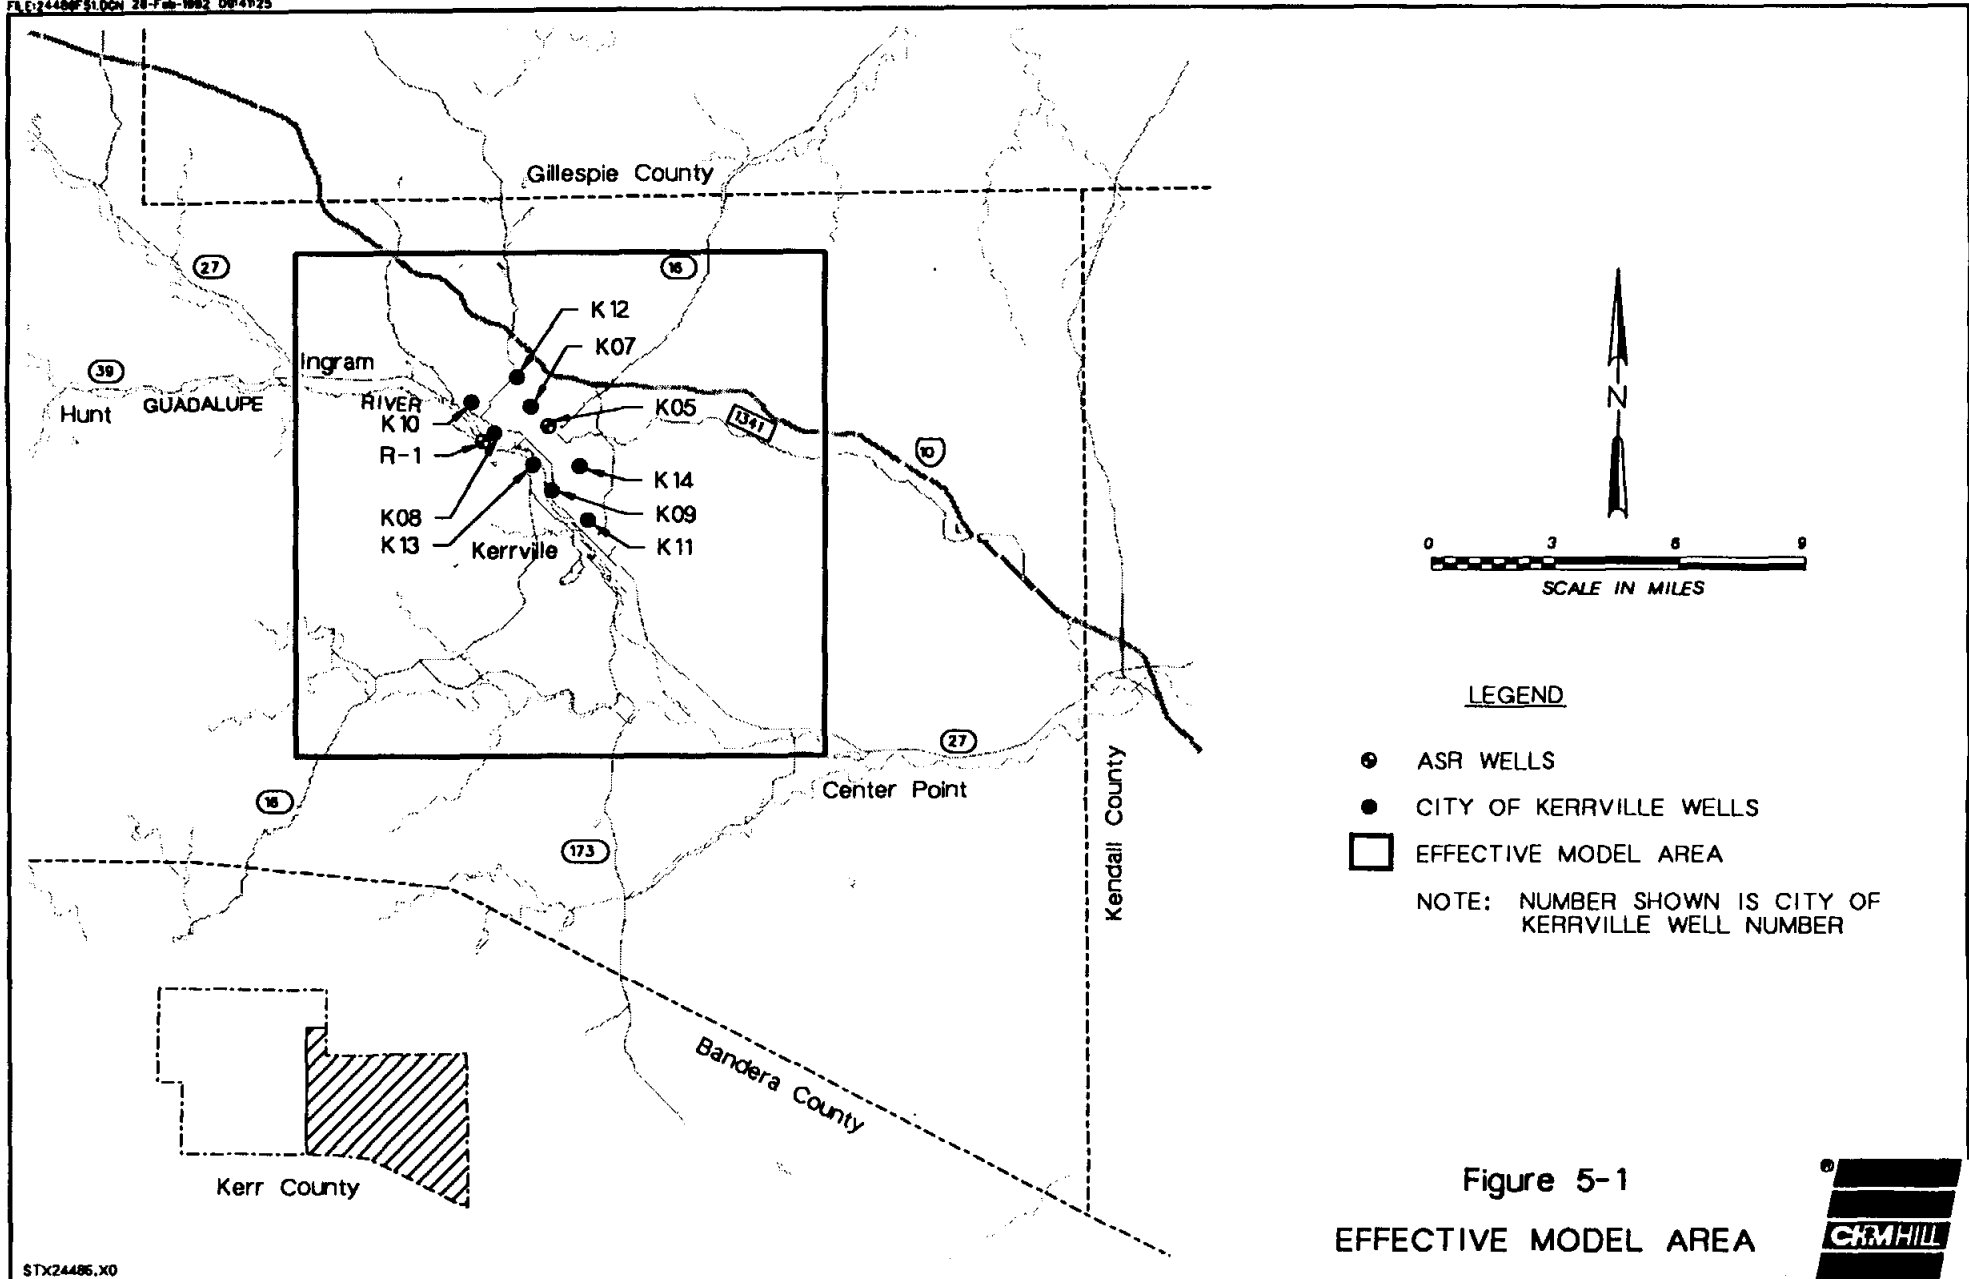 Gillespie County
27
16
K12
K07
Ingram
39
Hunt
GUADALUPE
RIVER
K10
K05
1341
R-1
10
K14
K08
K09
K13
Kerrville
K11
N
0 3 6 9
SCALE IN MILES
LEGEND
ASR WELLS
CITY OF KERRVILLE WELLS
EFFECTIVE MODEL AREA
NOTE: NUMBER SHOWN IS CITY OF
KERRVILLE WELL NUMBER
27
Center Point
16
173
Kendall County
Bandera County
Kerr County
Figure 5-1
EFFECTIVE MODEL AREA
®
CH2M HILL
STX24486.X0